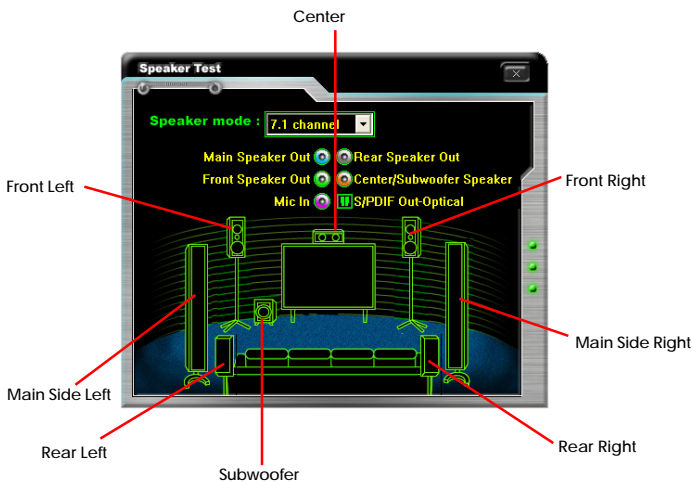 Center
Speaker Test
Speaker mode :
7.1 channel
Main Speaker Out
Rear Speaker Out
Front Speaker Out
Center/Subwoofer Speaker
Mic In
S/PDIF Out-Optical
Front Left
Front Right
Main Side Right
Main Side Left
Rear Left
Rear Right
Subwoofer